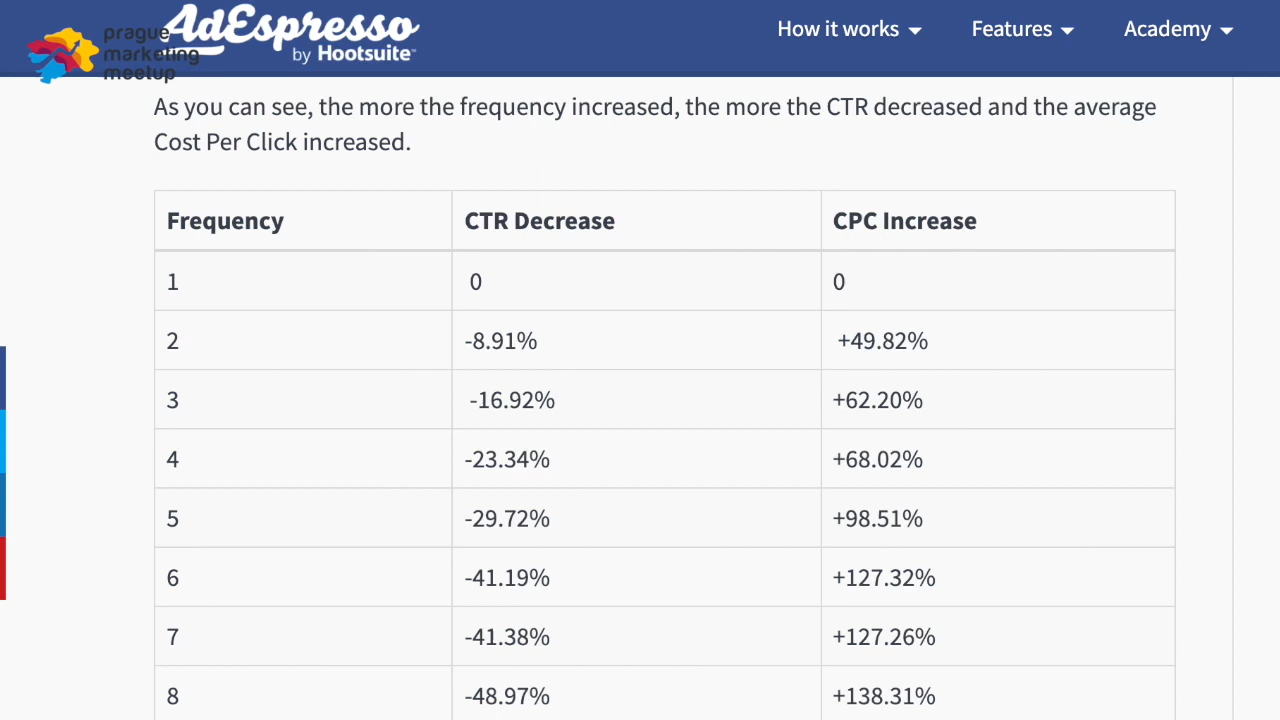 AdEspresso
by Hootsuite™
prague
marketing
meetup
How it works
Features
Academy
As you can see, the more the frequency increased, the more the CTR decreased and the average
Cost Per Click increased.
Frequency CTR Decrease CPC Increase
1 0 0
2 -8.91% +49.82%
3 -16.92% +62.20%
4 -23.34% +68.02%
5 -29.72% +98.51%
6 -41.19% +127.32%
7 -41.38% +127.26%
8 -48.97% +138.31%